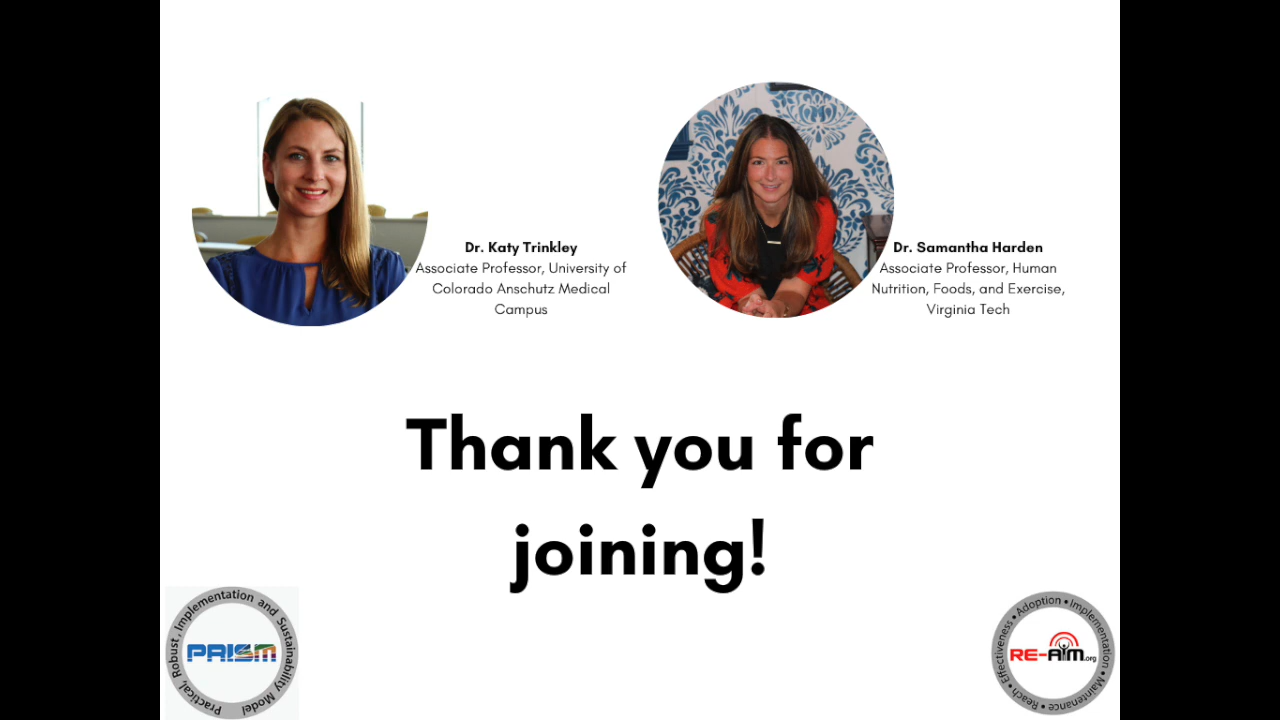 Dr. Katy Trinkley
Associate Professor, University of
Colorado Anschutz Medical
Campus
Dr. Samantha Harden
Associate Professor, Human
Nutrition, Foods, and Exercise,
Virginia Tech
Thank you for
joining!
Practical, Robust, Implementation and Sustainability Model
PRISM
Reach • Effectiveness • Adoption • Implementation • Maintenance •
RE-AIM.org